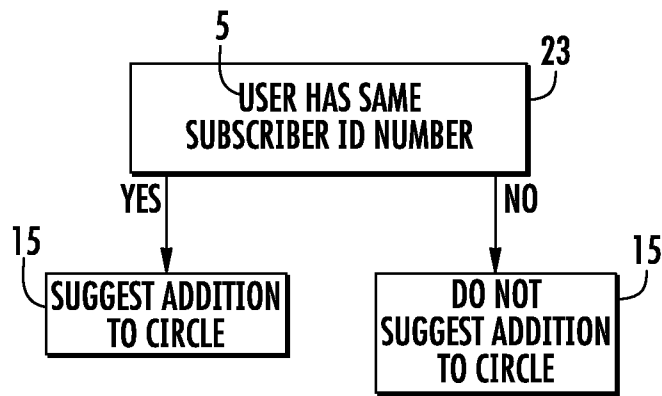 5
23
USER HAS SAME
SUBSCRIBER ID NUMBER
YES
NO
15
SUGGEST ADDITION
TO CIRCLE
15
DO NOT
SUGGEST ADDITION
TO CIRCLE